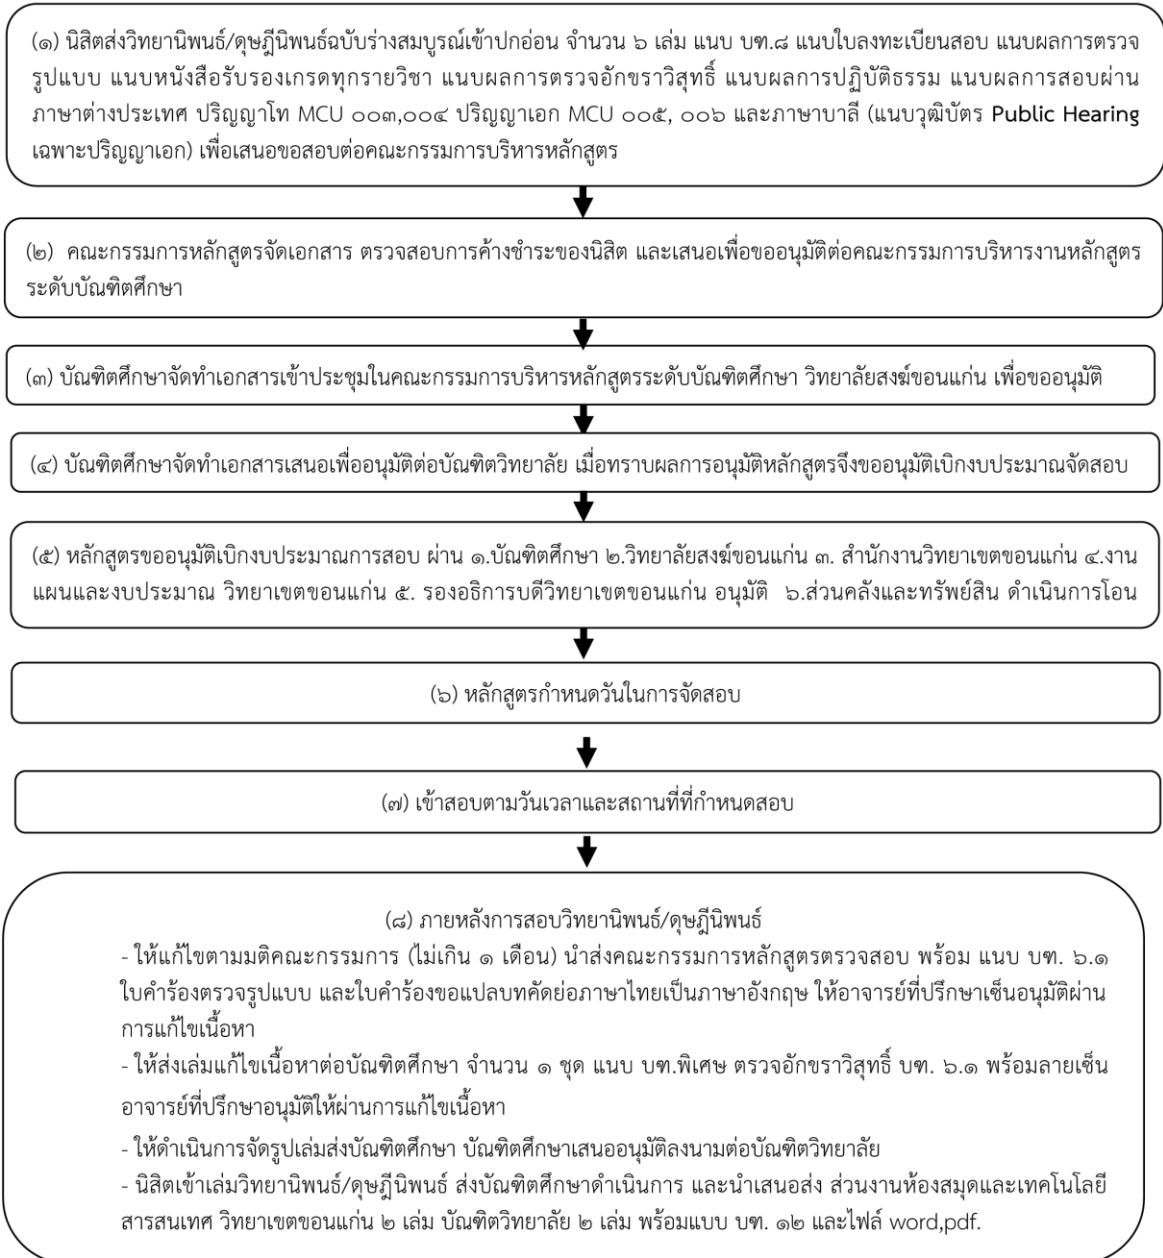 (๑) นิสิตส่งวิทยานิพนธ์/ดุษฎีนิพนธ์ฉบับร่างสมบูรณ์เข้าปกอ่อน จำนวน ๖ เล่ม แนบ บฑ.๘ แนบใบลงทะเบียนสอบ แนบผลการตรวจ
รูปแบบ แนบหนังสือรับรองเกรดทุกรายวิชา แนบผลการตรวจอักขราวิสุทธิ์ แนบผลการปฏิบัติธรรม แนบผลการสอบผ่าน
ภาษาต่างประเทศ ปริญญาโท MCU ๐๐๓,๐๐๔ ปริญญาเอก MCU ๐๐๕, ๐๐๖ และภาษาบาลี (แนบวุฒิบัตร Public Hearing
เฉพาะปริญญาเอก) เพื่อเสนอขอสอบต่อคณะกรรมการบริหารหลักสูตร
(๒) คณะกรรมการหลักสูตรจัดเอกสาร ตรวจสอบการค้างชำระของนิสิต และเสนอเพื่อขออนุมัติต่อคณะกรรมการบริหารงานหลักสูตร
ระดับบัณฑิตศึกษา
(๓) บัณฑิตศึกษาจัดทำเอกสารเข้าประชุมในคณะกรรมการบริหารหลักสูตรระดับบัณฑิตศึกษา วิทยาลัยสงฆ์ขอนแก่น เพื่อขออนุมัติ
(๔) บัณฑิตศึกษาจัดทำเอกสารเสนอเพื่ออนุมัติต่อบัณฑิตวิทยาลัย เมื่อทราบผลการอนุมัติหลักสูตรจึงขออนุมัติเบิกงบประมาณจัดสอบ
(๕) หลักสูตรขออนุมัติเบิกงบประมาณการสอบ ผ่าน ๑.บัณฑิตศึกษา ๒.วิทยาลัยสงฆ์ขอนแก่น ๓. สำนักงานวิทยาเขตขอนแก่น ๔.งาน
แผนและงบประมาณ วิทยาเขตขอนแก่น ๕. รองอธิการบดีวิทยาเขตขอนแก่น อนุมัติ ๖.ส่วนคลังและทรัพย์สิน ดำเนินการโอน
(๖) หลักสูตรกำหนดวันในการจัดสอบ
(๗) เข้าสอบตามวันเวลาและสถานที่ที่กำหนดสอบ
(๘) ภายหลังการสอบวิทยานิพนธ์/ดุษฎีนิพนธ์
- ให้แก้ไขตามมติคณะกรรมการ (ไม่เกิน ๑ เดือน) นำส่งคณะกรรมการหลักสูตรตรวจสอบ พร้อม แนบ บฑ. ๖.๑
ใบคำร้องตรวจรูปแบบ และใบคำร้องขอแปลบทคัดย่อภาษาไทยเป็นภาษาอังกฤษ ให้อาจารย์ที่ปรึกษาเซ็นอนุมัติผ่าน
การแก้ไขเนื้อหา
- ให้ส่งเล่มแก้ไขเนื้อหาต่อบัณฑิตศึกษา จำนวน ๑ ชุด แนบ บฑ.พิเศษ ตรวจอักขราวิสุทธิ์ บฑ. ๖.๑ พร้อมลายเซ็น
อาจารย์ที่ปรึกษาอนุมัติให้ผ่านการแก้ไขเนื้อหา
- ให้ดำเนินการจัดรูปเล่มส่งบัณฑิตศึกษา บัณฑิตศึกษาเสนออนุมัติลงนามต่อบัณฑิตวิทยาลัย
- นิสิตเข้าเล่มวิทยานิพนธ์/ดุษฎีนิพนธ์ ส่งบัณฑิตศึกษาดำเนินการ และนำเสนอส่ง ส่วนงานห้องสมุดและเทคโนโลยี
สารสนเทศ วิทยาเขตขอนแก่น ๒ เล่ม บัณฑิตวิทยาลัย ๒ เล่ม พร้อมแบบ บฑ. ๑๒ และไฟล์ word,pdf.